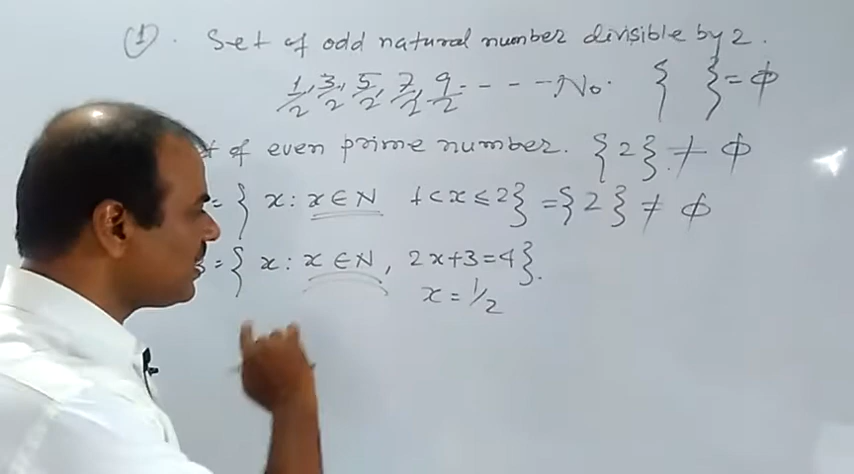 (1). Set of odd natural number divisible by 2.
1/2, 3/2, 5/2, 7/2, 9/2 - - - - No. { } = ϕ
of even prime number. {2} ≠ ϕ
= { x : x ∈ N 1 < x ≤ 2} = {2} ≠ ϕ
= { x : x ∈ N, 2x+3=4}.
x = 1/2